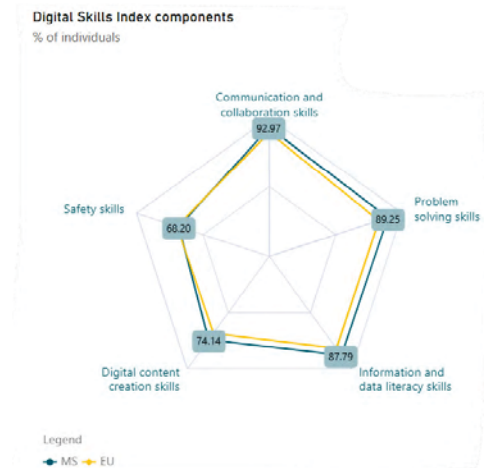 Digital Skills Index components
% of individuals
Communication and
collaboration skills
92.97
Problem
solving skills
89.25
Safety skills
68.20
74.14
87.79
Digital content
creation skills
Information and
data literacy skills
Legend
MS EU